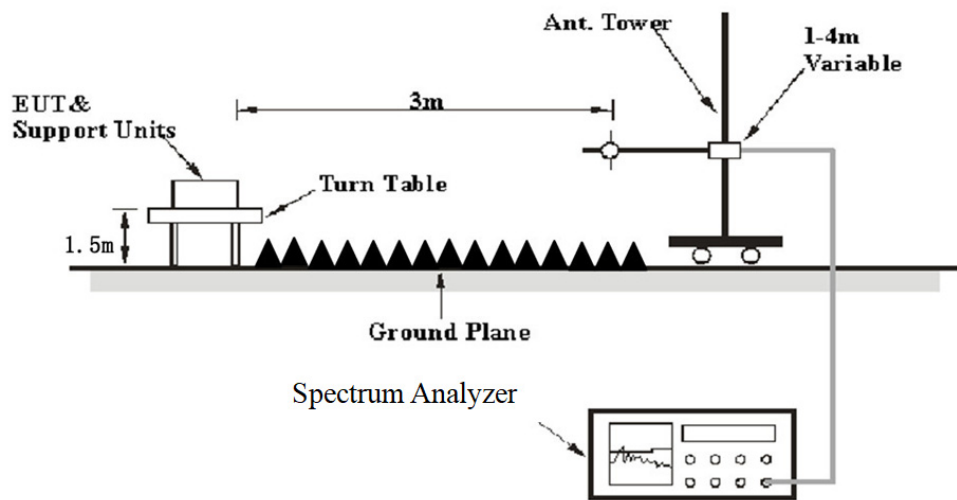 Ant. Tower
1-4m
Variable
3m
EUT&
Support Units
Turn Table
1.5m
Ground Plane
Spectrum Analyzer